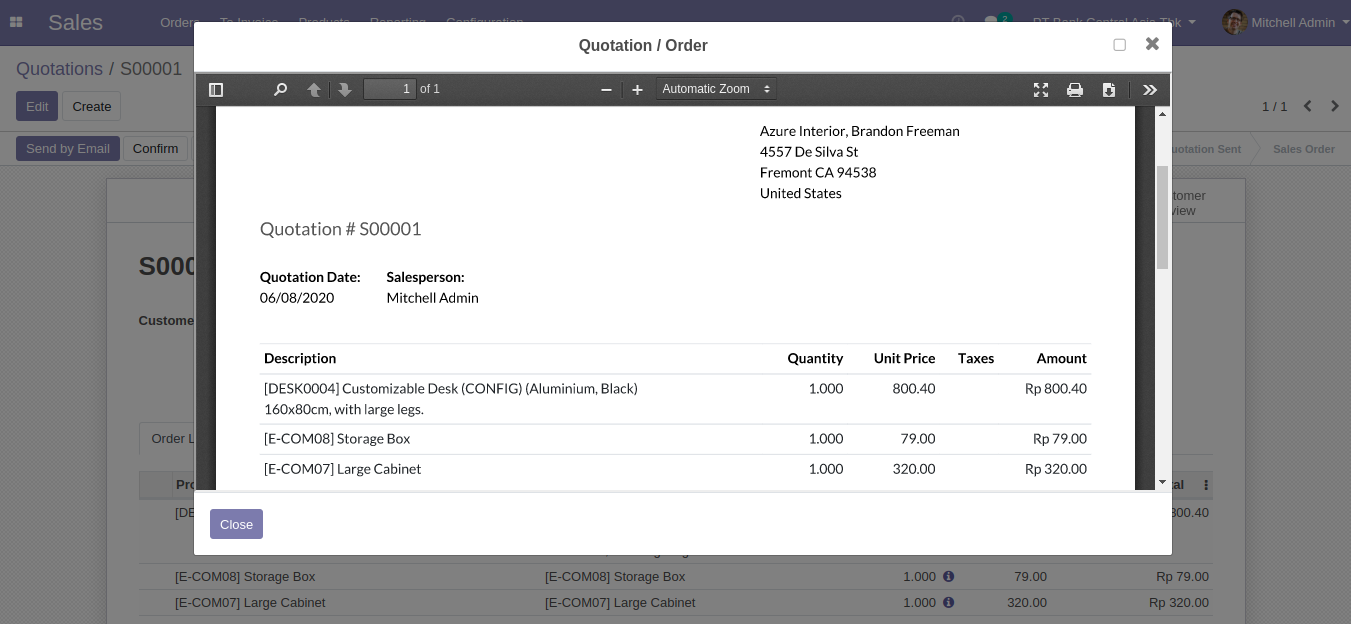 Sales
Orders To Invoice Products Reporting Configuration
2
PT Bank Central Asia Tbk
Mitchell Admin
Quotations / S00001
Edit Create
1 / 1
Send by Email Confirm
Quotation Sent Sales Order
Quotation / Order
1 of 1
Automatic Zoom
Azure Interior, Brandon Freeman
4557 De Silva St
Fremont CA 94538
United States
Quotation # S00001
Quotation Date: Salesperson:
06/08/2020 Mitchell Admin
Description Quantity Unit Price Taxes Amount
[DESK0004] Customizable Desk (CONFIG) (Aluminium, Black) 1.000 800.40 Rp 800.40
160x80cm, with large legs.
[E-COM08] Storage Box 1.000 79.00 Rp 79.00
[E-COM07] Large Cabinet 1.000 320.00 Rp 320.00
Close
S000
Custome
Order L
Pro
tal
[DE
800.40
[E-COM08] Storage Box [E-COM08] Storage Box 1.000 79.00 Rp 79.00
[E-COM07] Large Cabinet [E-COM07] Large Cabinet 1.000 320.00 Rp 320.00